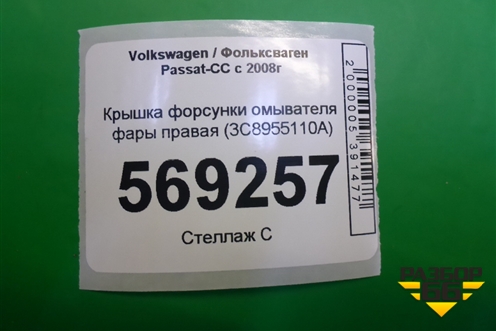 Volkswagen / Фольксваген
Passat-CC с 2008г
Крышка форсунки омывателя
фары правая (3C8955110A)
569257
Стеллаж С
2000005391477
РАЗБОР